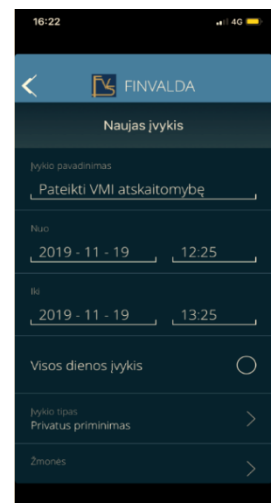 16:22
4G
FINVALDA
Naujas įvykis
Įvykio pavadinimas
Pateikti VMI atskaitomybę
Nuo
2019 - 11 - 19 12:25
Iki
2019 - 11 - 19 13:25
Visos dienos įvykis
Įvykio tipas
Privatus priminimas
Žmonės